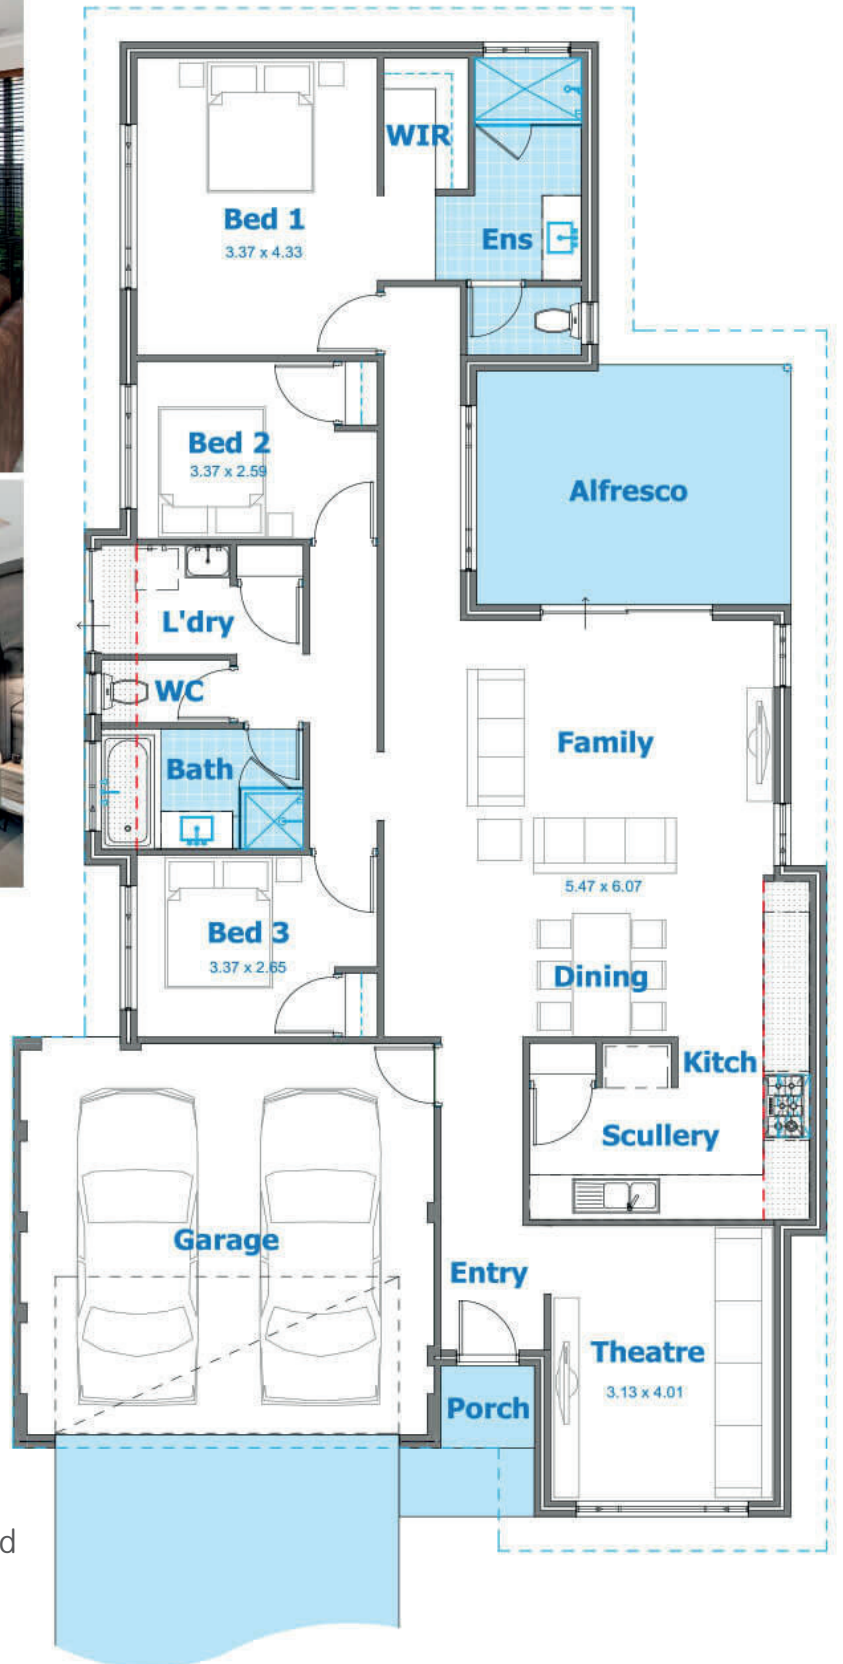 WIR
Bed 1
3.37 x 4.33
Ens
Bed 2
3.37 x 2.59
Alfresco
L'dry
WC
Family
Bath
5.47 x 6.07
Bed 3
3.37 x 2.65
Dining
Kitch
Scullery
Garage
Entry
Theatre
3.13 x 4.01
Porch
d